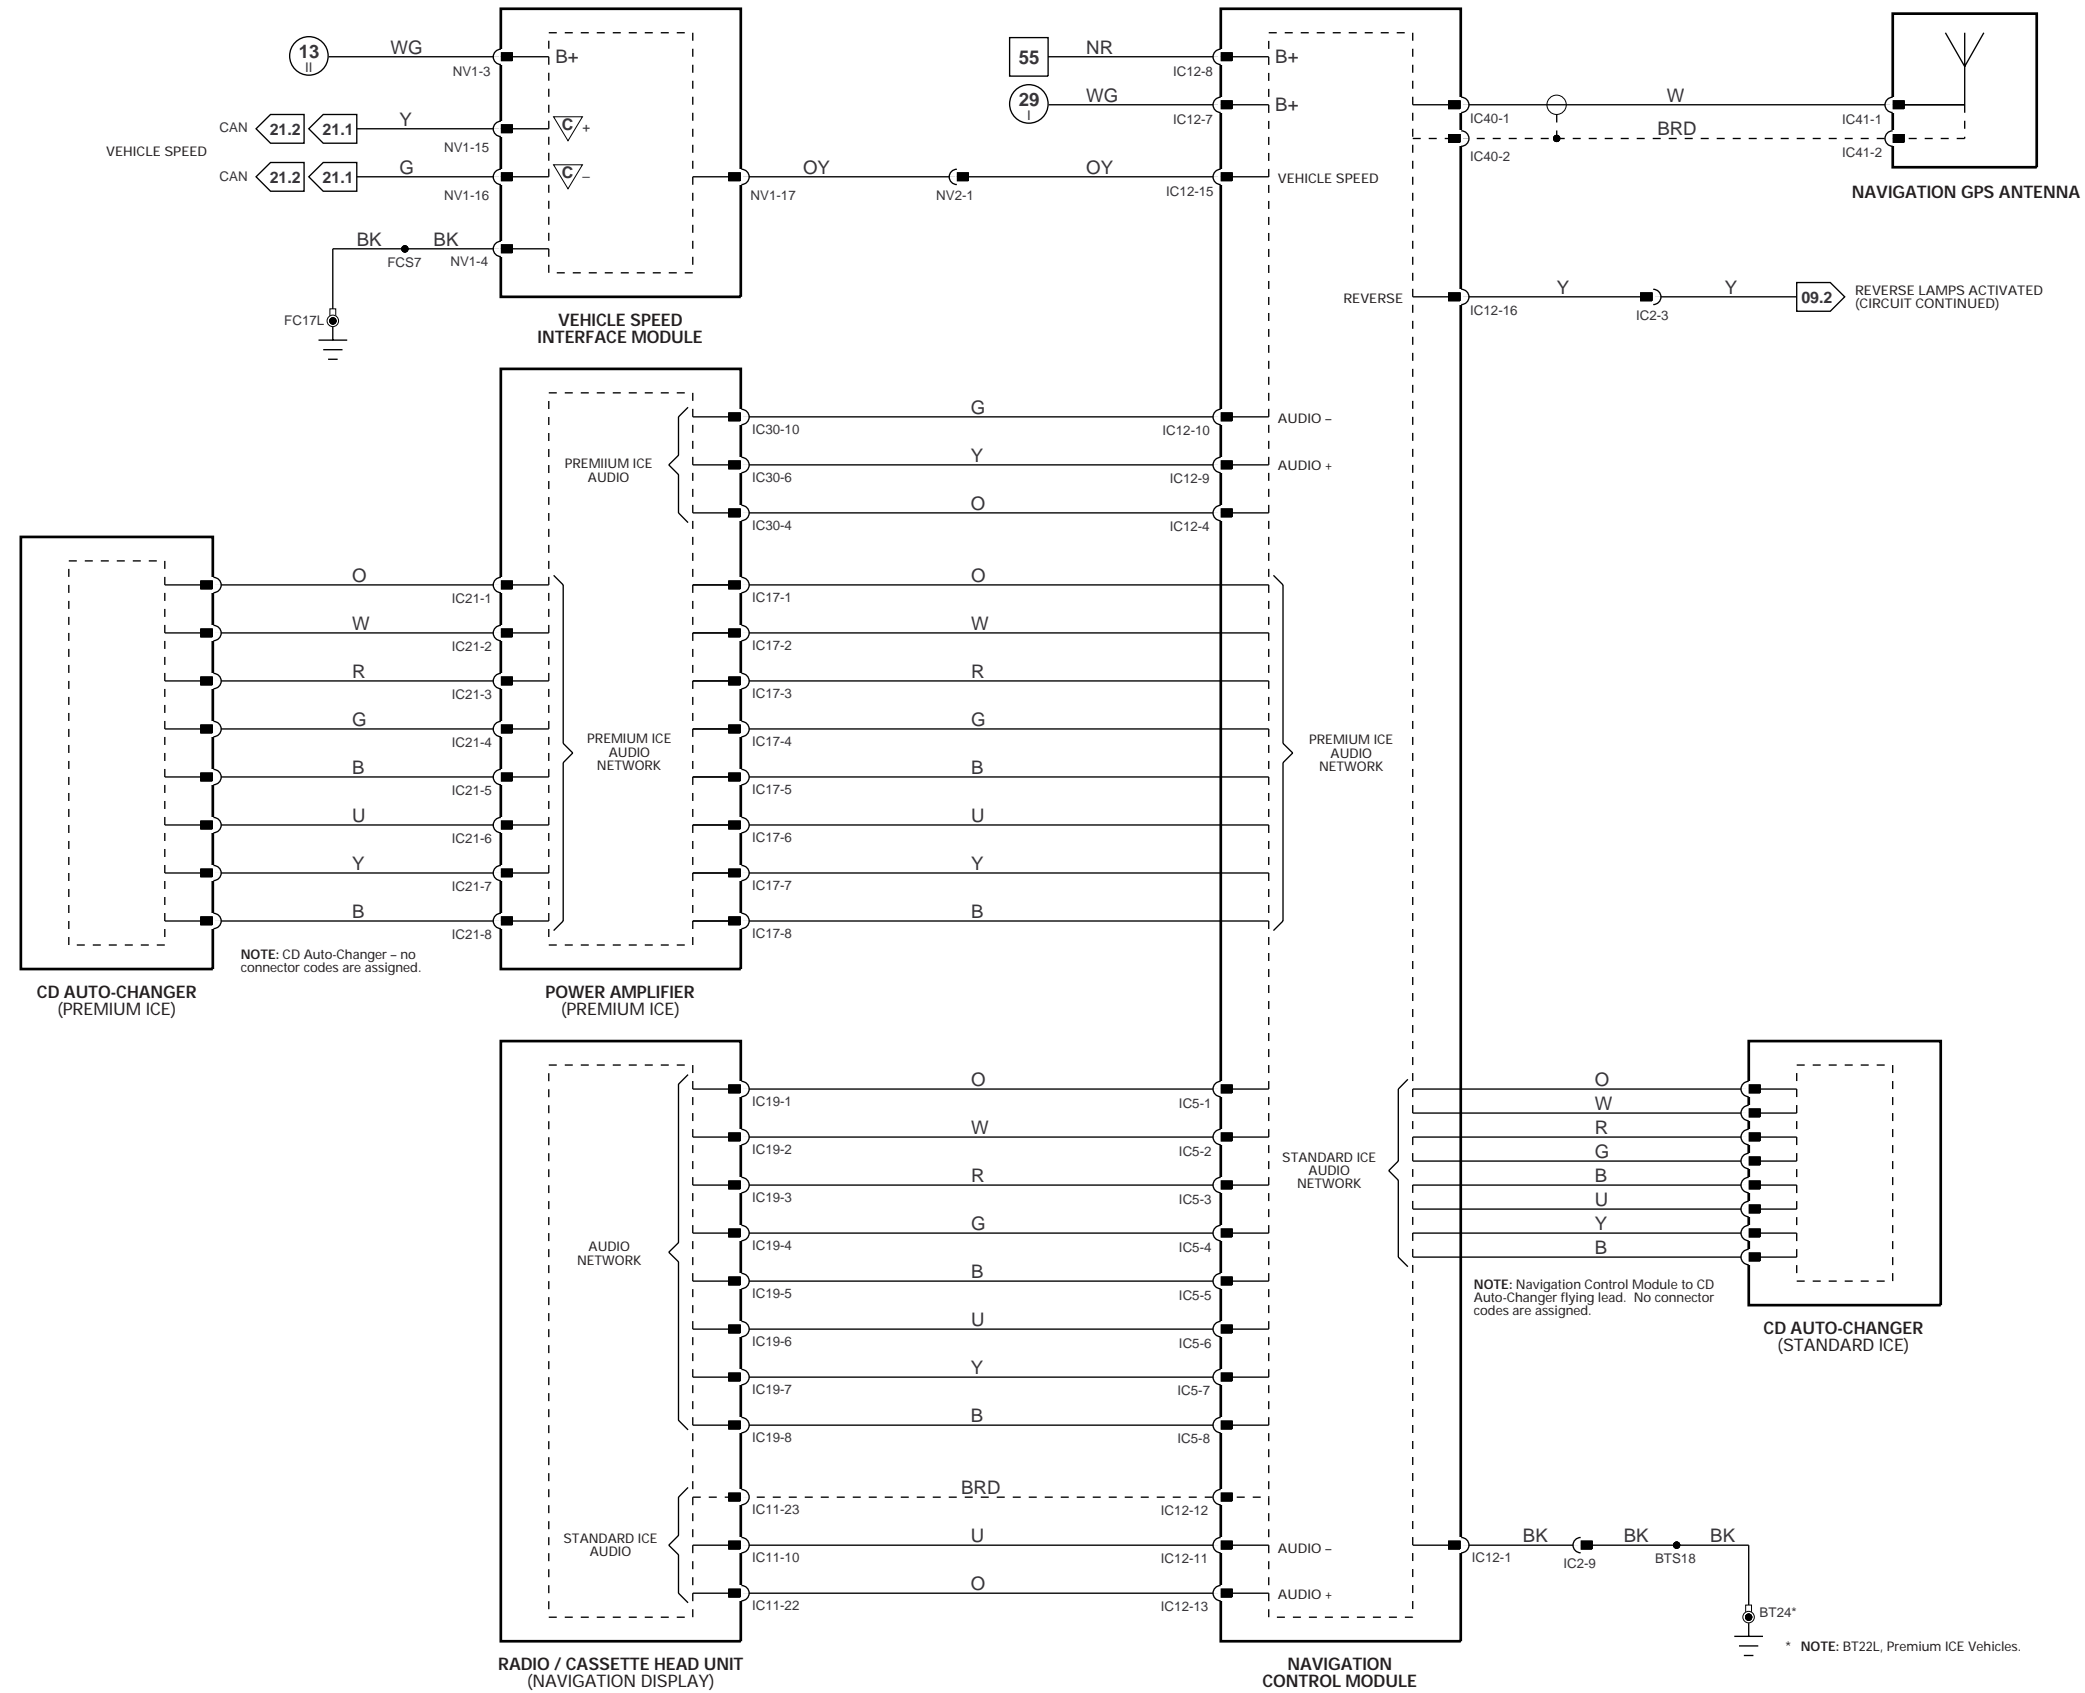 13
II
WG
NV1-3
B+
CAN
21.2
21.1
Y
NV1-15
C
+
VEHICLE SPEED
CAN
21.2
21.1
G
NV1-16
C
–
BK
BK
FCS7
NV1-4
FC17L
NV1-17
OY
NV2-1
OY
IC12-15
VEHICLE SPEED
VEHICLE SPEED
INTERFACE MODULE
55
NR
IC12-8
B+
29
I
WG
IC12-7
B+
IC40-1
W
IC41-1
IC40-2
BRD
IC41-2
NAVIGATION GPS ANTENNA
REVERSE
IC12-16
Y
IC2-3
Y
09.2
REVERSE LAMPS ACTIVATED
(CIRCUIT CONTINUED)
PREMIIUM ICE
AUDIO
IC30-10
G
IC12-10
AUDIO –
IC30-6
Y
IC12-9
AUDIO +
IC30-4
O
IC12-4
O
IC21-1
W
IC21-2
R
IC21-3
G
IC21-4
B
IC21-5
U
IC21-6
Y
IC21-7
B
IC21-8
PREMIUM ICE
AUDIO
NETWORK
IC17-1
O
IC17-2
W
IC17-3
R
IC17-4
G
IC17-5
B
IC17-6
U
IC17-7
Y
IC17-8
B
PREMIUM ICE
AUDIO
NETWORK
NOTE: CD Auto-Changer – no
connector codes are assigned.
CD AUTO-CHANGER
(PREMIUM ICE)
POWER AMPLIFIER
(PREMIUM ICE)
AUDIO
NETWORK
IC19-1
O
IC5-1
IC19-2
W
IC5-2
IC19-3
R
IC5-3
IC19-4
G
IC5-4
IC19-5
B
IC5-5
IC19-6
U
IC5-6
IC19-7
Y
IC5-7
IC19-8
B
IC5-8
STANDARD ICE
AUDIO
NETWORK
O
W
R
G
B
U
Y
B
NOTE: Navigation Control Module to CD
Auto-Changer flying lead. No connector
codes are assigned.
CD AUTO-CHANGER
(STANDARD ICE)
STANDARD ICE
AUDIO
IC11-23
BRD
IC12-12
IC11-10
U
IC12-11
AUDIO –
IC11-22
O
IC12-13
AUDIO +
IC12-1
BK
IC2-9
BK
BTS18
BK
BT24*
* NOTE: BT22L, Premium ICE Vehicles.
RADIO / CASSETTE HEAD UNIT
(NAVIGATION DISPLAY)
NAVIGATION
CONTROL MODULE